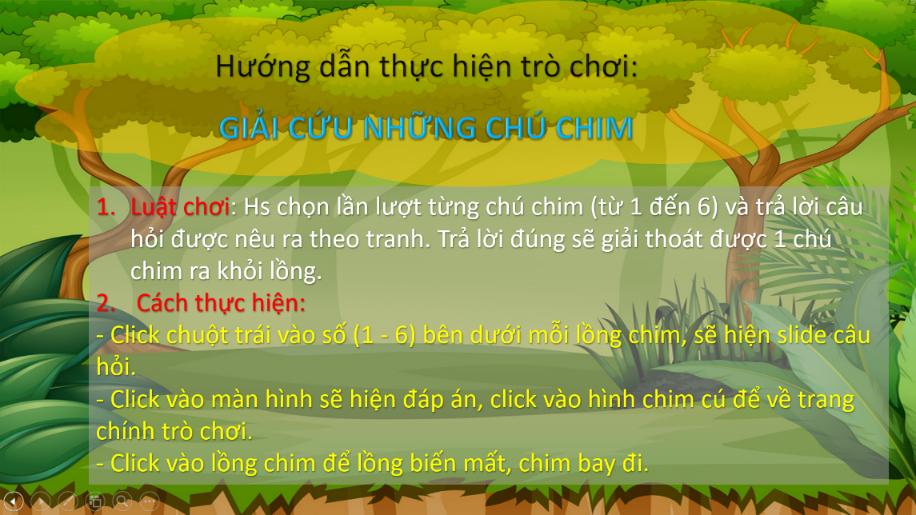 Hướng dẫn thực hiện trò chơi:
GIẢI CỨU NHỮNG CHÚ CHIM
1. Luật chơi: Hs chọn lần lượt từng chú chim (từ 1 đến 6) và trả lời câu
hỏi được nêu ra theo tranh. Trả lời đúng sẽ giải thoát được 1 chú
chim ra khỏi lồng.
2. Cách thực hiện:
- Click chuột trái vào số (1 - 6) bên dưới mỗi lồng chim, sẽ hiện slide câu
hỏi.
- Click vào màn hình sẽ hiện đáp án, click vào hình chim cú để về trang
chính trò chơi.
- Click vào lồng chim để lồng biến mất, chim bay đi.